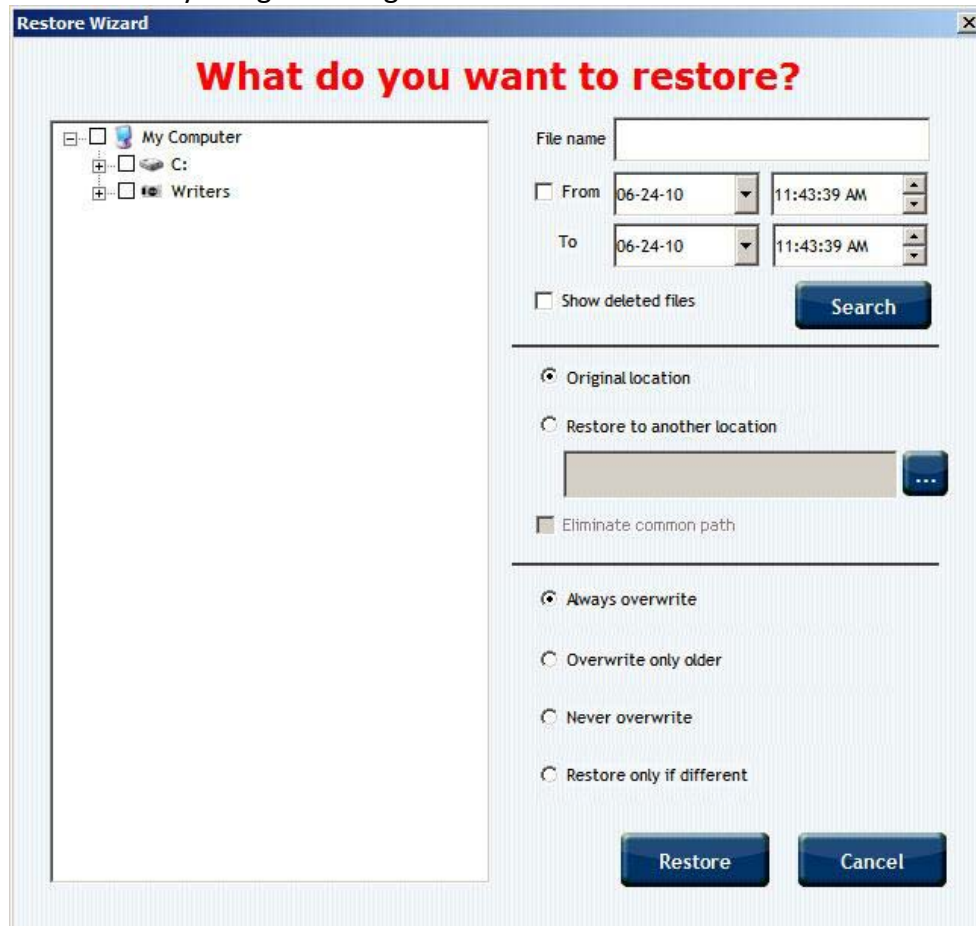 Restore Wizard
What do you want to restore?
My Computer
C:
Writers
File name
From 06-24-10 11:43:39 AM
To 06-24-10 11:43:39 AM
Show deleted files
Search
Original location
Restore to another location
...
Eliminate common path
Always overwrite
Overwrite only older
Never overwrite
Restore only if different
Restore Cancel